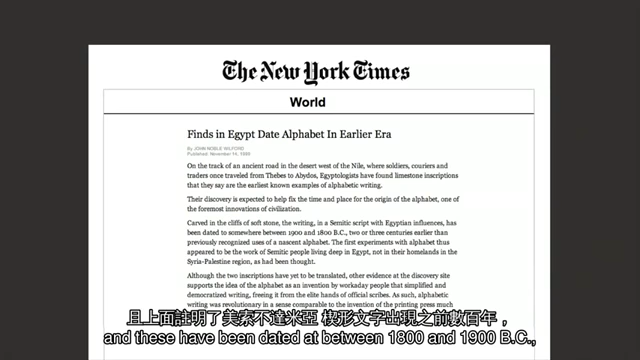 The New York Times
World
Finds in Egypt Date Alphabet In Earlier Era
By JOHN NOBLE WILFORD
Published: November 14, 1999
On the track of an ancient road in the desert west of the Nile, where soldiers, couriers and
traders once traveled from Thebes to Abydos, Egyptologists have found limestone inscriptions
that they say are the earliest known examples of alphabetic writing.
Their discovery is expected to help fix the time and place for the origin of the alphabet, one of
the foremost innovations of civilization.
Carved in the cliffs of soft stone, the writing, in a Semitic script with Egyptian influences, has
been dated to somewhere between 1900 and 1800 B.C., two or three centuries earlier than
previously recognized uses of a nascent alphabet. The first experiments with alphabet thus
appeared to be the work of Semitic people living deep in Egypt, not in their homelands in the
Syria-Palestine region, as had been thought.
Although the two inscriptions have yet to be translated, other evidence at the discovery site
supports the idea of the alphabet as an invention by workaday people that simplified and
democratized writing, freeing it from the elite hands of official scribes. As such, alphabetic
writing was revolutionary in a sense comparable to the invention of the printing press much
且上面註明了美索不達米亞 楔形文字出現之前數百年，
and these have been dated at between 1800 and 1900 B.C.,